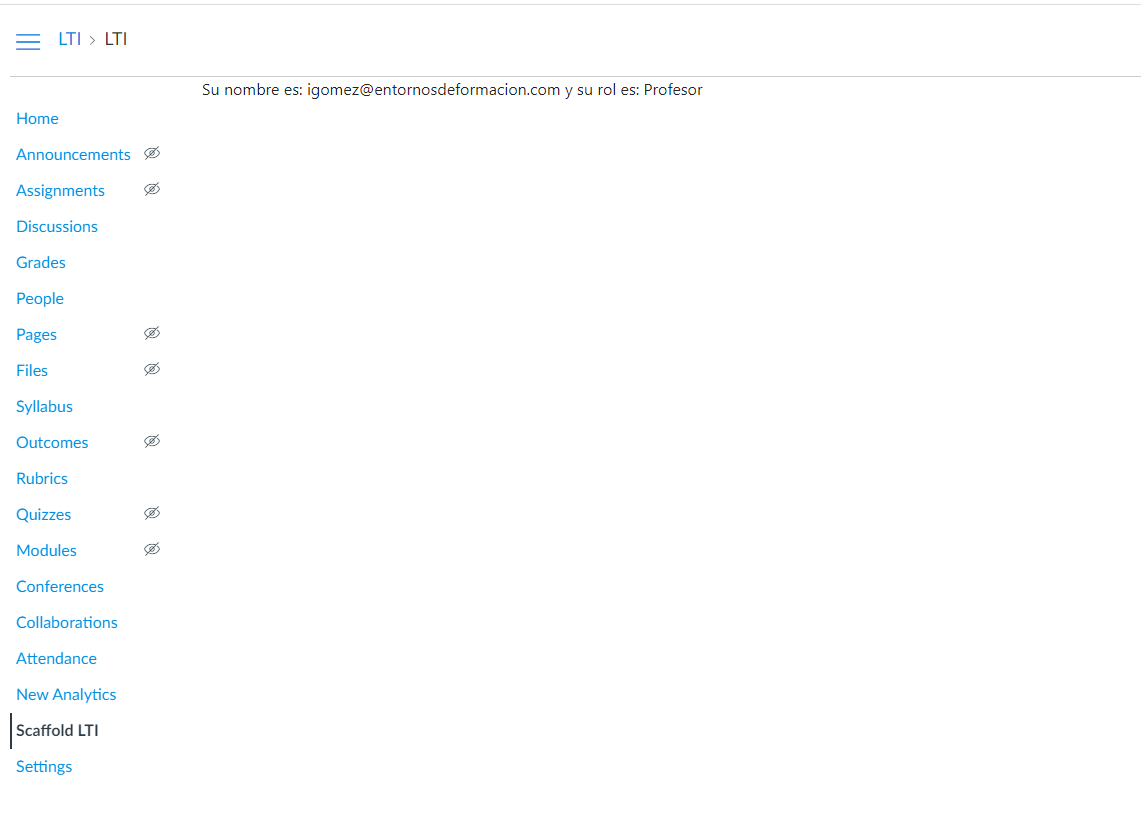 LTI > LTI
Su nombre es: igomez@entornosdeformacion.com y su rol es: Profesor
Home
Announcements
Assignments
Discussions
Grades
People
Pages
Files
Syllabus
Outcomes
Rubrics
Quizzes
Modules
Conferences
Collaborations
Attendance
New Analytics
Scaffold LTI
Settings